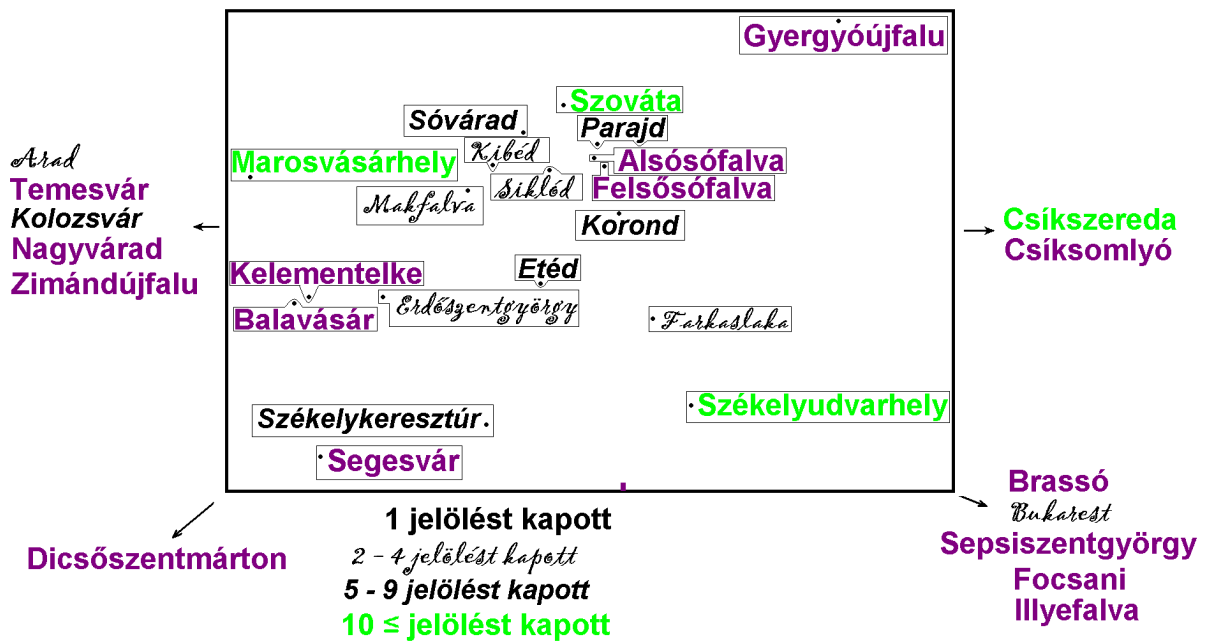 Gyergyóújfalu
Szováta
Sóvárad
Parajd
Kibéd
Marosvásárhely
Alsósófalva
Siklód
Felsősófalva
Makfalva
Korond
Arad
Temesvár
Kolozsvár
Nagyvárad
Zimándújfalu
Csíkszereda
Csíksomlyó
Kelementelke
Etéd
Erdőszentgyörgy
Balavásár
Farkaslaka
Székelykeresztúr
Székelyudvarhely
Segesvár
Dicsőszentmárton
1 jelölést kapott
2 - 4 jelölést kapott
5 - 9 jelölést kapott
10 ≤ jelölést kapott
Brassó
Bukarest
Sepsiszentgyörgy
Focsani
Illyefalva